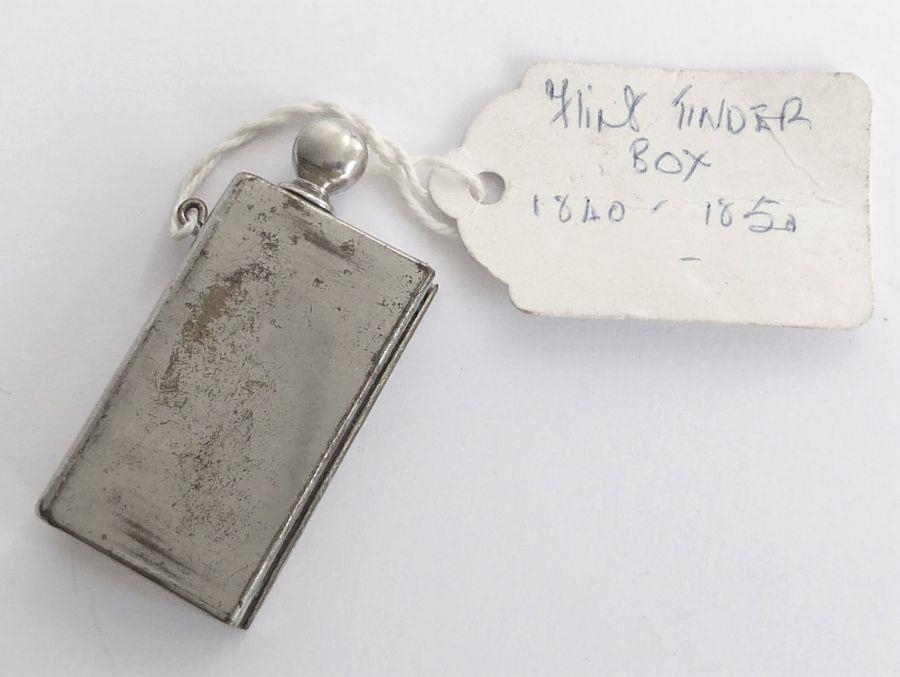 Flint TINDER
BOX
1840 - 1850